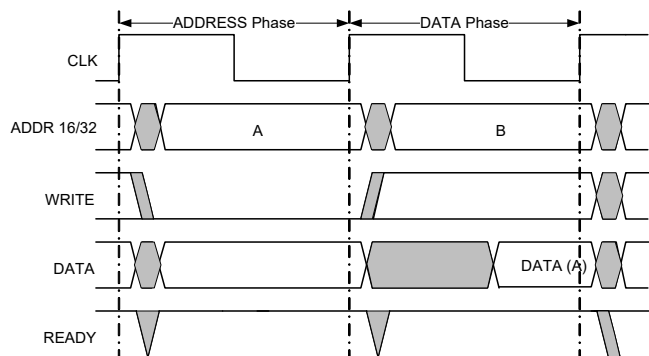 ADDRESS Phase DATA Phase
CLK
ADDR 16/32 A B
WRITE
DATA DATA (A)
READY